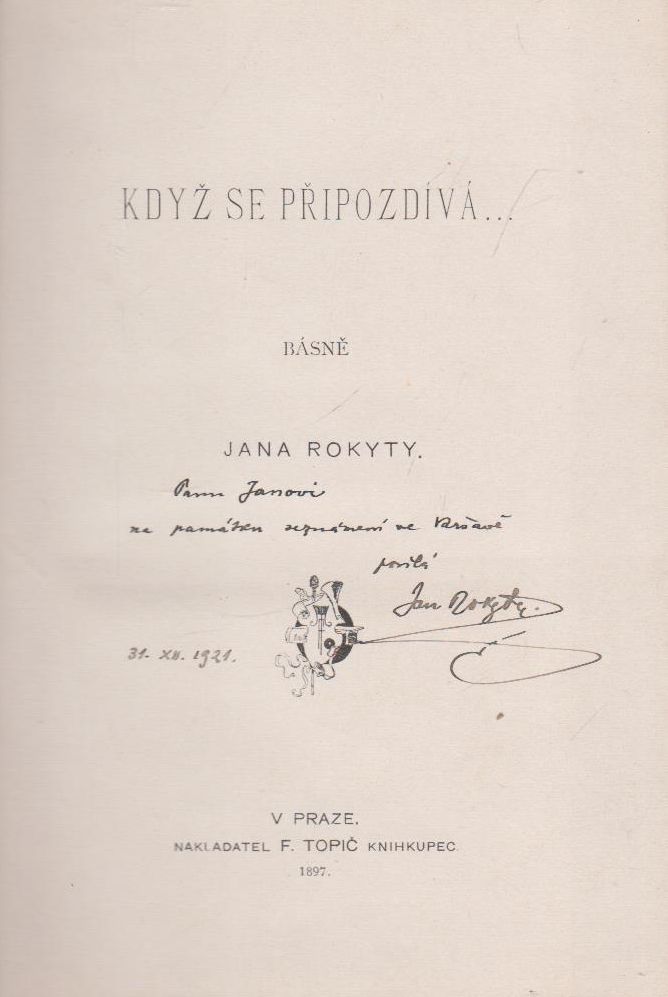 KDYŽ SE PŘIPOZDÍVÁ...
BÁSNĚ
JANA ROKYTY.
Panu Janovi
na památku seznámení ve Varšavě
posílá
Jan Rokyta.
31. XII. 1921.
V PRAZE.
NAKLADATEL F. TOPIČ KNIHKUPEC
1897.